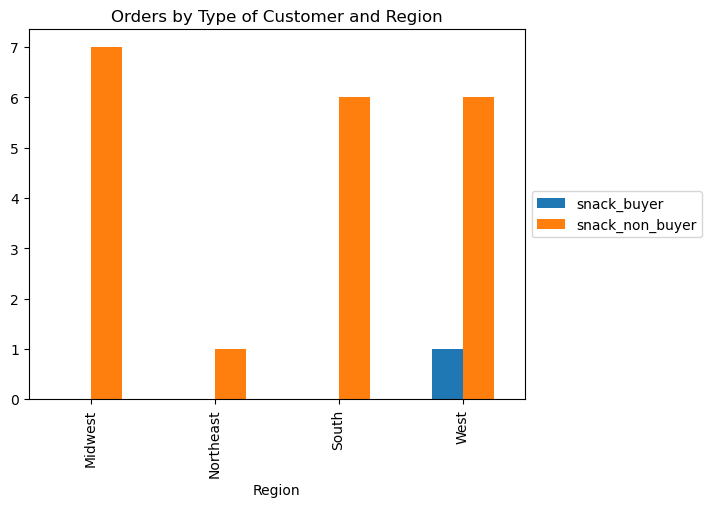 Orders by Type of Customer and Region
7
6
5
4
3
2
1
0
snack_buyer
snack_non_buyer
Midwest
Northeast
South
West
Region